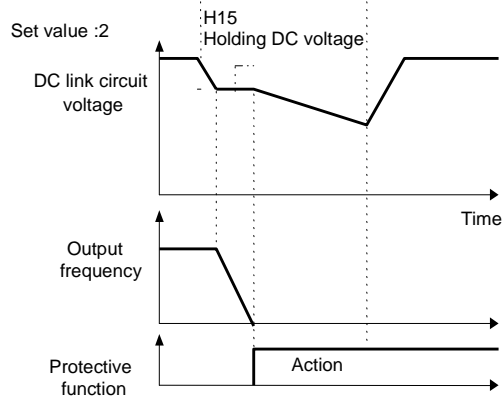 Set value :2
H15
Holding DC voltage
DC link circuit
voltage
Time
Output
frequency
Protective
function
Action